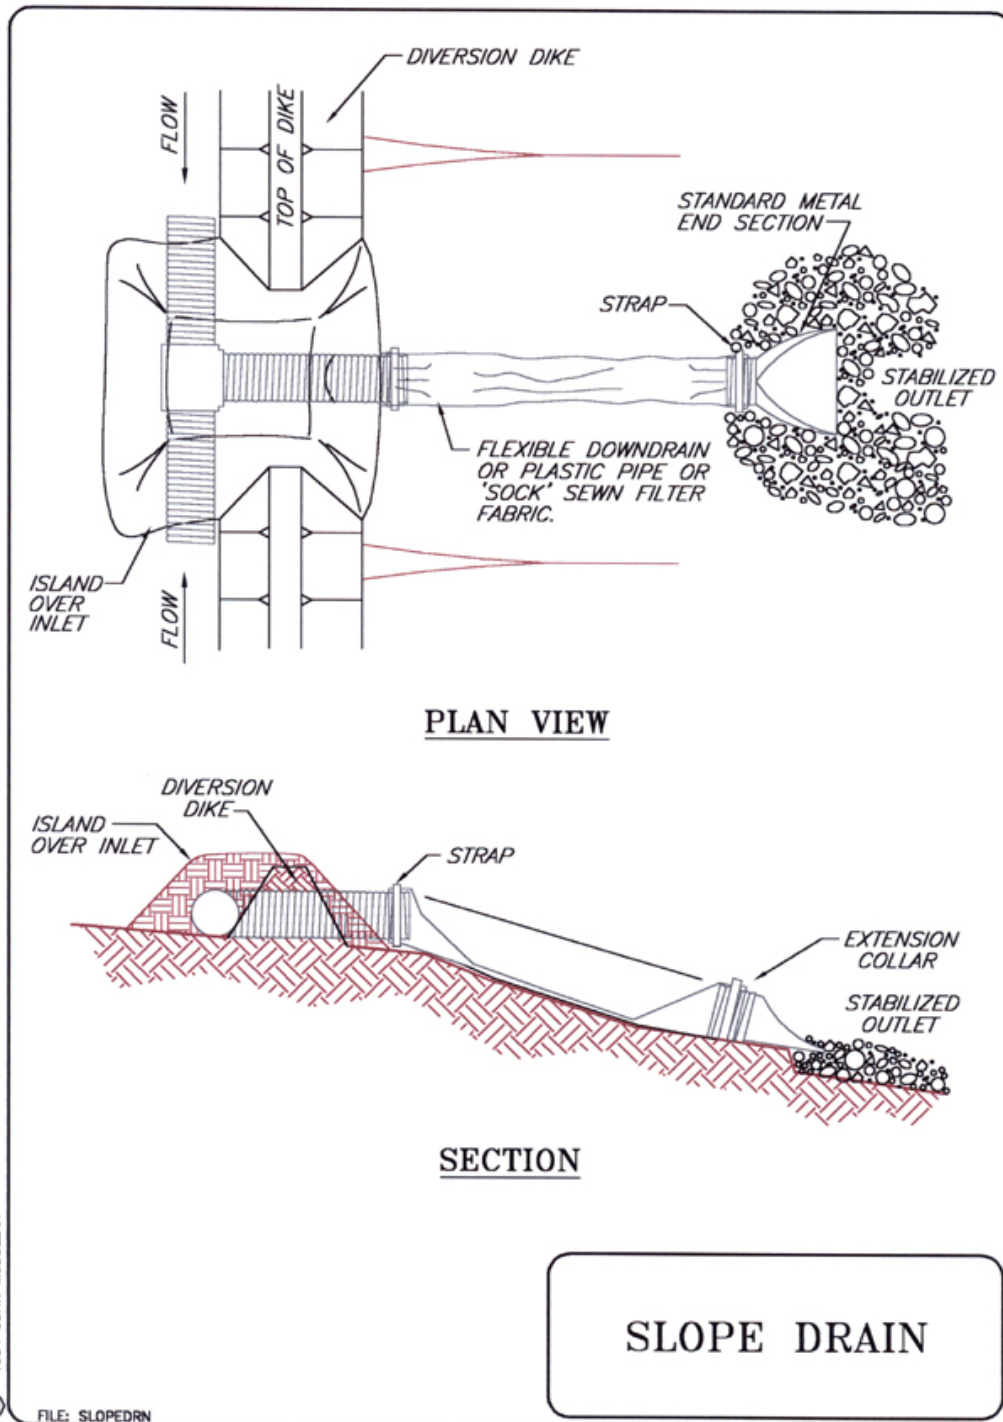 DIVERSION DIKE
FLOW
TOP OF DIKE
STANDARD METAL
END SECTION
STRAP
STABILIZED
OUTLET
FLEXIBLE DOWNDRAIN
OR PLASTIC PIPE OR
'SOCK' SEWN FILTER
FABRIC.
ISLAND
OVER
INLET
FLOW
PLAN VIEW
DIVERSION
DIKE
ISLAND
OVER INLET
STRAP
EXTENSION
COLLAR
STABILIZED
OUTLET
SECTION
SLOPE DRAIN
FILE: SLOPEDRN